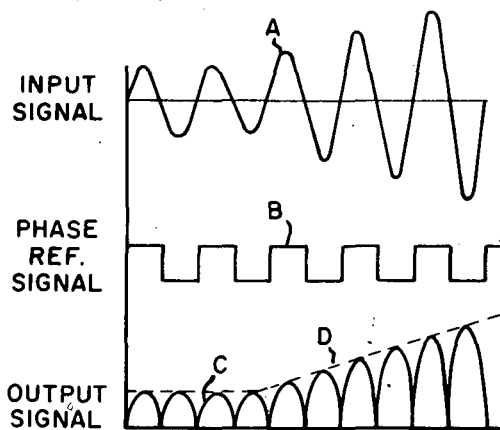 A
INPUT
SIGNAL
B
PHASE
REF.
SIGNAL
D
C
OUTPUT
SIGNAL